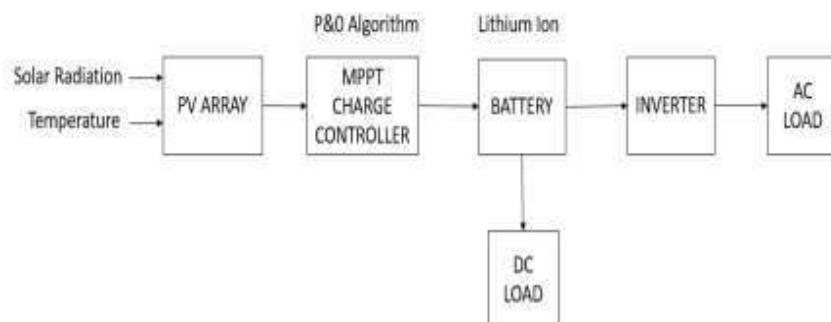 P&O Algorithm
Lithium Ion
Solar Radiation
Temperature
PV ARRAY
MPPT
CHARGE
CONTROLLER
BATTERY
INVERTER
AC
LOAD
DC
LOAD